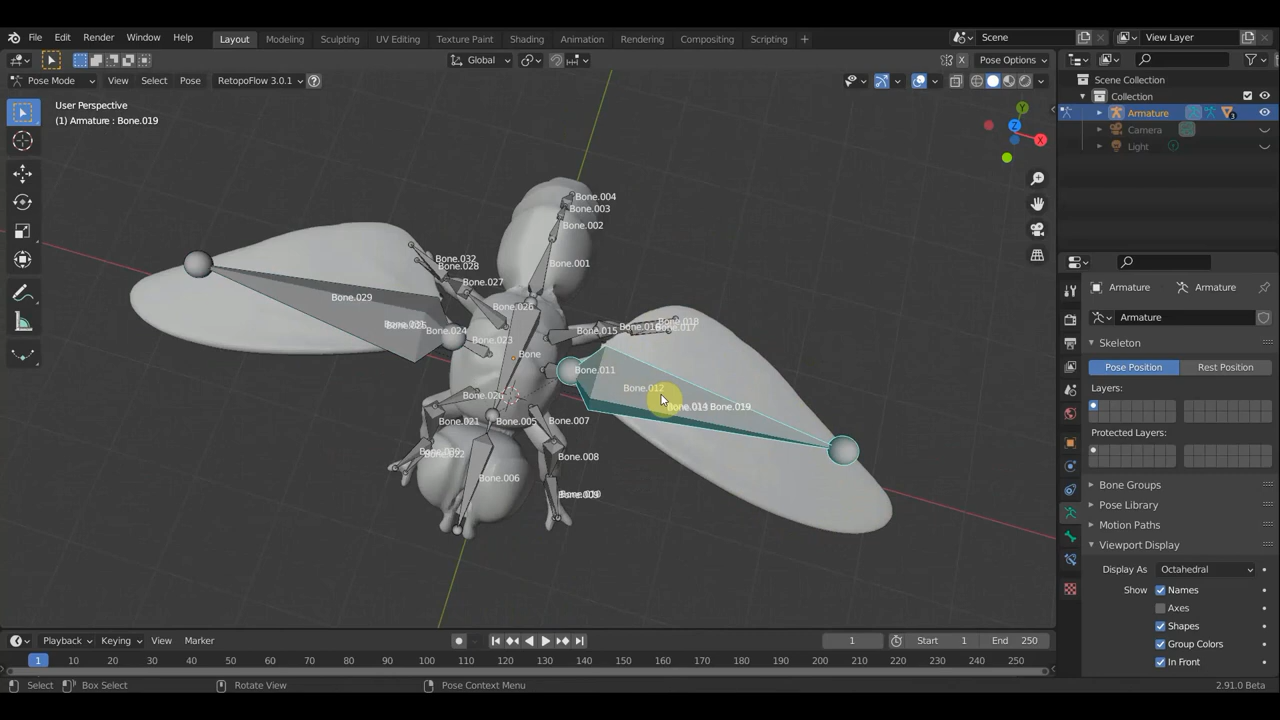 File Edit Render Window Help Layout Modeling Sculpting UV Editing Texture Paint Shading Animation Rendering Compositing Scripting + Scene View Layer
Global Pose Options
Pose Mode View Select Pose RetopoFlow 3.0.1
User Perspective
(1) Armature : Bone.019
Bone.004
Bone.003
Bone.002
Bone.001
Bone.032
Bone.028
Bone.027
Bone.029
Bone.026
Bone.024
Bone.023
Bone.015
Bone.016
Bone.018
Bone.017
Bone
Bone.011
Bone.012
Bone.019
Bone.021
Bone.005
Bone.007
Bone.022
Bone.008
Bone.006
X
Y
Z
Scene Collection
Collection
Armature
3
Camera
Light
Armature Armature
Armature
Skeleton
Pose Position Rest Position
Layers:
Protected Layers:
Bone Groups
Pose Library
Motion Paths
Viewport Display
Display As Octahedral
Show Names
Axes
Shapes
Group Colors
In Front
Playback Keying View Marker 1 Start 1 End 250
1 10 20 30 40 50 60 70 80 90 100 110 120 130 140 150 160 170 180 190 200 210 220 230 240 250
Select Box Select Rotate View Pose Context Menu 2.91.0 Beta